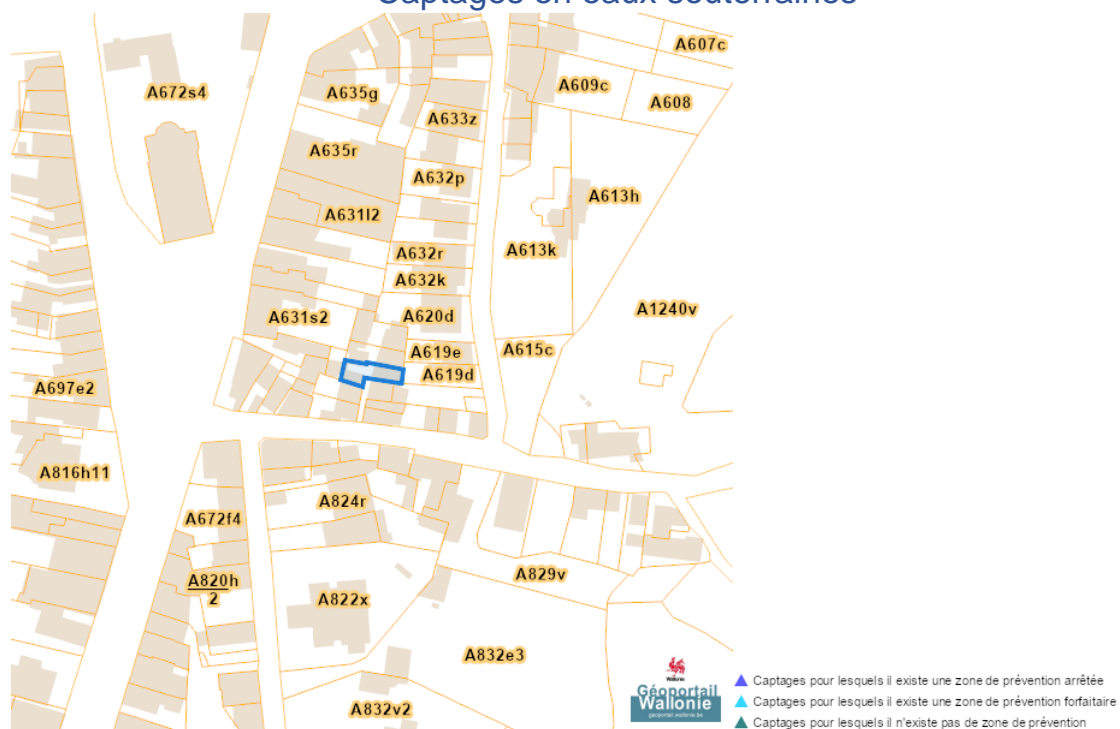 Captages en eaux souterraines
A607c
A672s4
A635g
A609c
A608
A633z
A635r
A632p
A613h
A631l2
A632r
A613k
A632k
A631s2
A620d
A1240v
A619e
A615c
A619d
A697e2
A816h11
A824r
A672f4
A820h
2
A829v
A822x
A832e3
A832v2
Wallonie
Géoportail
Wallonie
geoportail.wallonie.be
Captages pour lesquels il existe une zone de prévention arrêtée
Captages pour lesquels il existe une zone de prévention forfaitaire
Captages pour lesquels il n'existe pas de zone de prévention